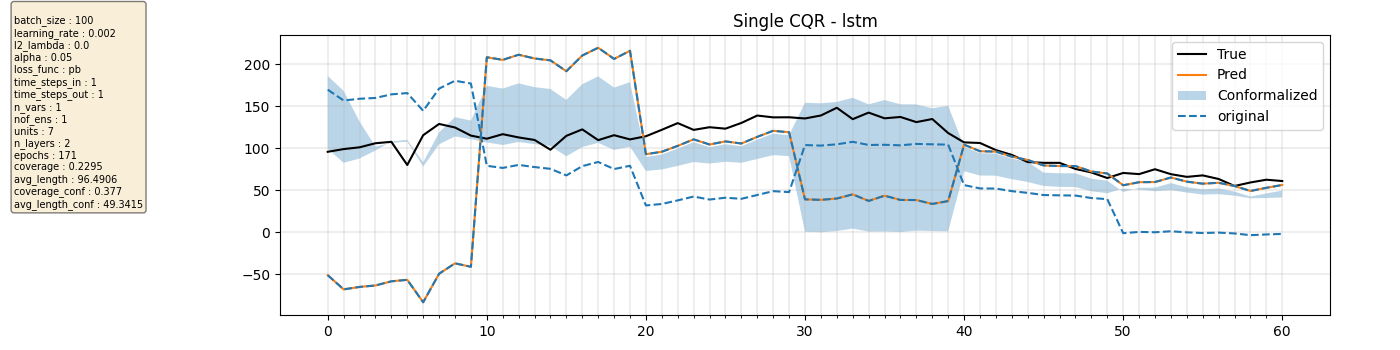 batch_size : 100
learning_rate : 0.002
l2_lambda : 0.0
alpha : 0.05
loss_func : pb
time_steps_in : 1
time_steps_out : 1
n_vars : 1
nof_ens : 1
units : 7
n_layers : 2
epochs : 171
coverage : 0.2295
avg_length : 96.4906
coverage_conf : 0.377
avg_length_conf : 49.3415
Single CQR - lstm
True
Pred
Conformalized
original
200
150
100
50
0
−50
0 10 20 30 40 50 60